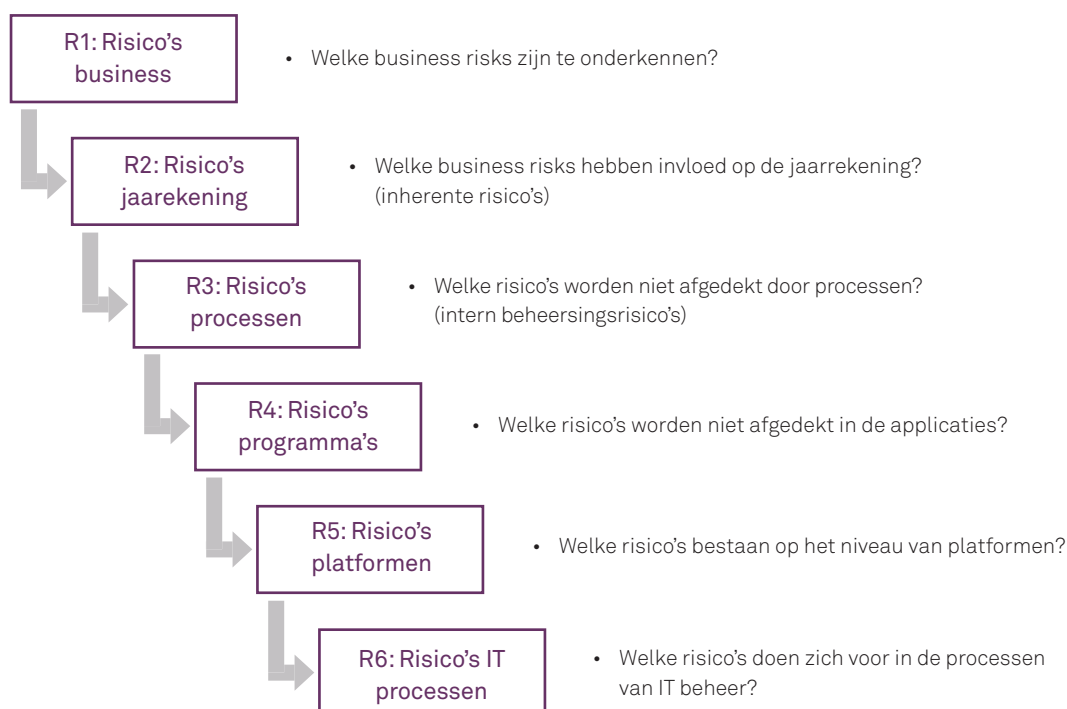 R1: Risico's
business
• Welke business risks zijn te onderkennen?
R2: Risico's
jaarekening
• Welke business risks hebben invloed op de jaarrekening?
(inherente risico's)
R3: Risico's
processen
• Welke risico's worden niet afgedekt door processen?
(intern beheersingsrisico's)
R4: Risico's
programma's
• Welke risico's worden niet afgedekt in de applicaties?
R5: Risico's
platformen
• Welke risico's bestaan op het niveau van platformen?
R6: Risico's IT
processen
• Welke risico's doen zich voor in de processen
van IT beheer?